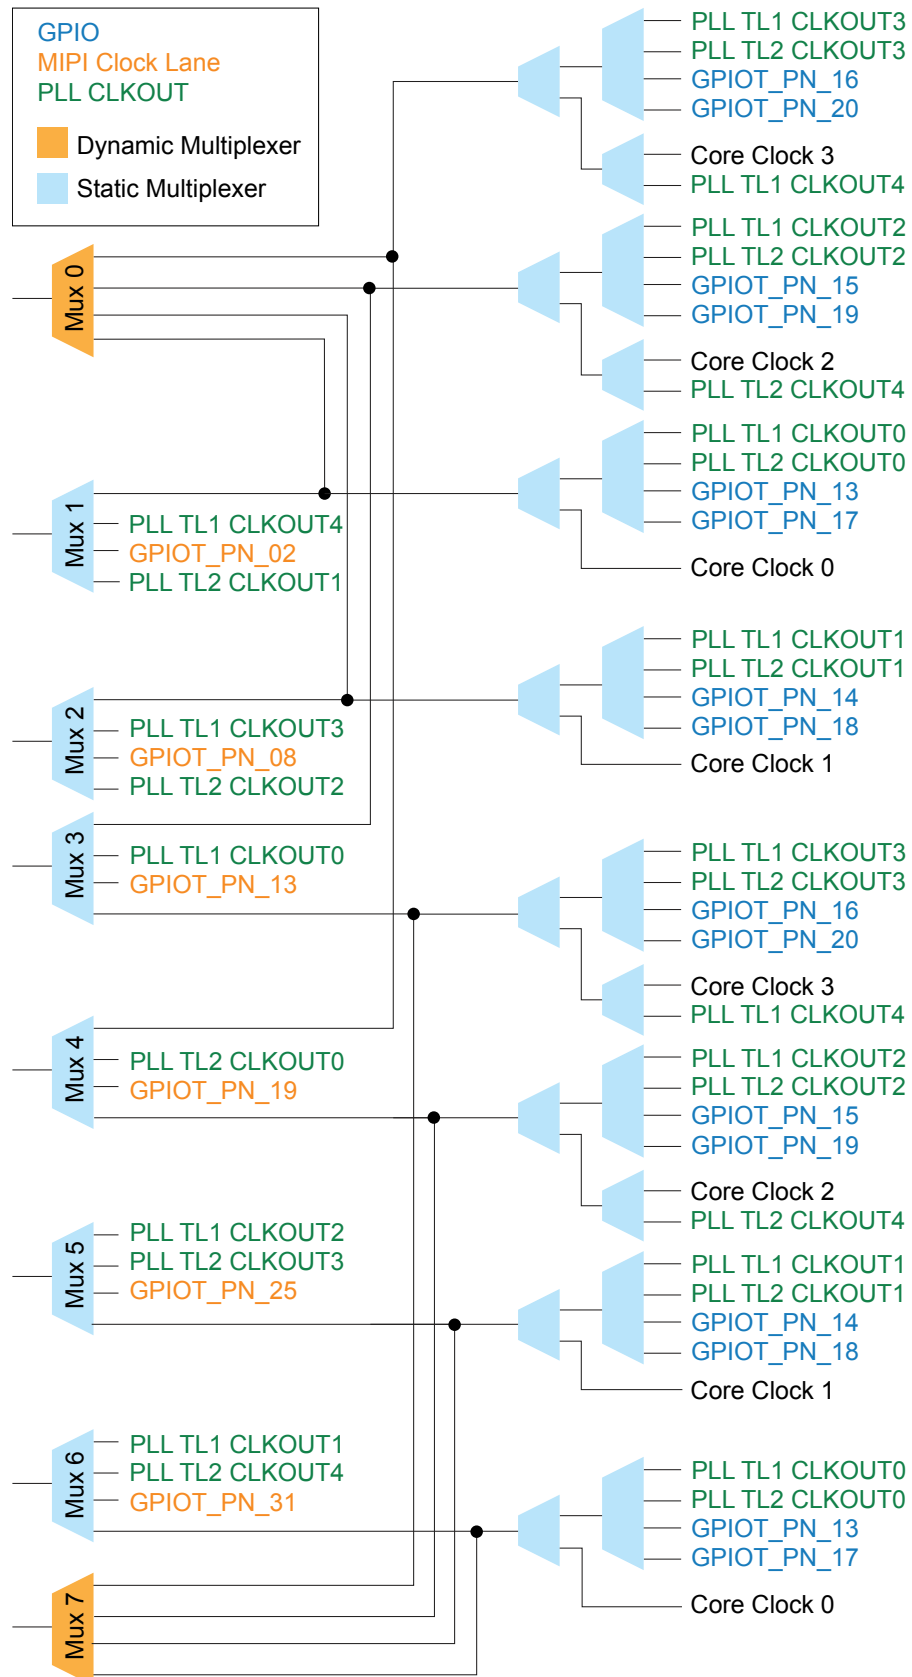 GPIO
MIPI Clock Lane
PLL CLKOUT
Dynamic Multiplexer
Static Multiplexer
PLL TL1 CLKOUT3
PLL TL2 CLKOUT3
GPIOT_PN_16
GPIOT_PN_20
Core Clock 3
PLL TL1 CLKOUT4
Mux 0
PLL TL1 CLKOUT2
PLL TL2 CLKOUT2
GPIOT_PN_15
GPIOT_PN_19
Core Clock 2
PLL TL2 CLKOUT4
PLL TL1 CLKOUT0
PLL TL2 CLKOUT0
GPIOT_PN_13
GPIOT_PN_17
Core Clock 0
Mux 1
PLL TL1 CLKOUT4
GPIOT_PN_02
PLL TL2 CLKOUT1
PLL TL1 CLKOUT1
PLL TL2 CLKOUT1
GPIOT_PN_14
GPIOT_PN_18
Core Clock 1
Mux 2
PLL TL1 CLKOUT3
GPIOT_PN_08
PLL TL2 CLKOUT2
Mux 3
PLL TL1 CLKOUT0
GPIOT_PN_13
PLL TL1 CLKOUT3
PLL TL2 CLKOUT3
GPIOT_PN_16
GPIOT_PN_20
Core Clock 3
PLL TL1 CLKOUT4
Mux 4
PLL TL2 CLKOUT0
GPIOT_PN_19
PLL TL1 CLKOUT2
PLL TL2 CLKOUT2
GPIOT_PN_15
GPIOT_PN_19
Core Clock 2
PLL TL2 CLKOUT4
Mux 5
PLL TL1 CLKOUT2
PLL TL2 CLKOUT3
GPIOT_PN_25
PLL TL1 CLKOUT1
PLL TL2 CLKOUT1
GPIOT_PN_14
GPIOT_PN_18
Core Clock 1
Mux 6
PLL TL1 CLKOUT1
PLL TL2 CLKOUT4
GPIOT_PN_31
PLL TL1 CLKOUT0
PLL TL2 CLKOUT0
GPIOT_PN_13
GPIOT_PN_17
Core Clock 0
Mux 7